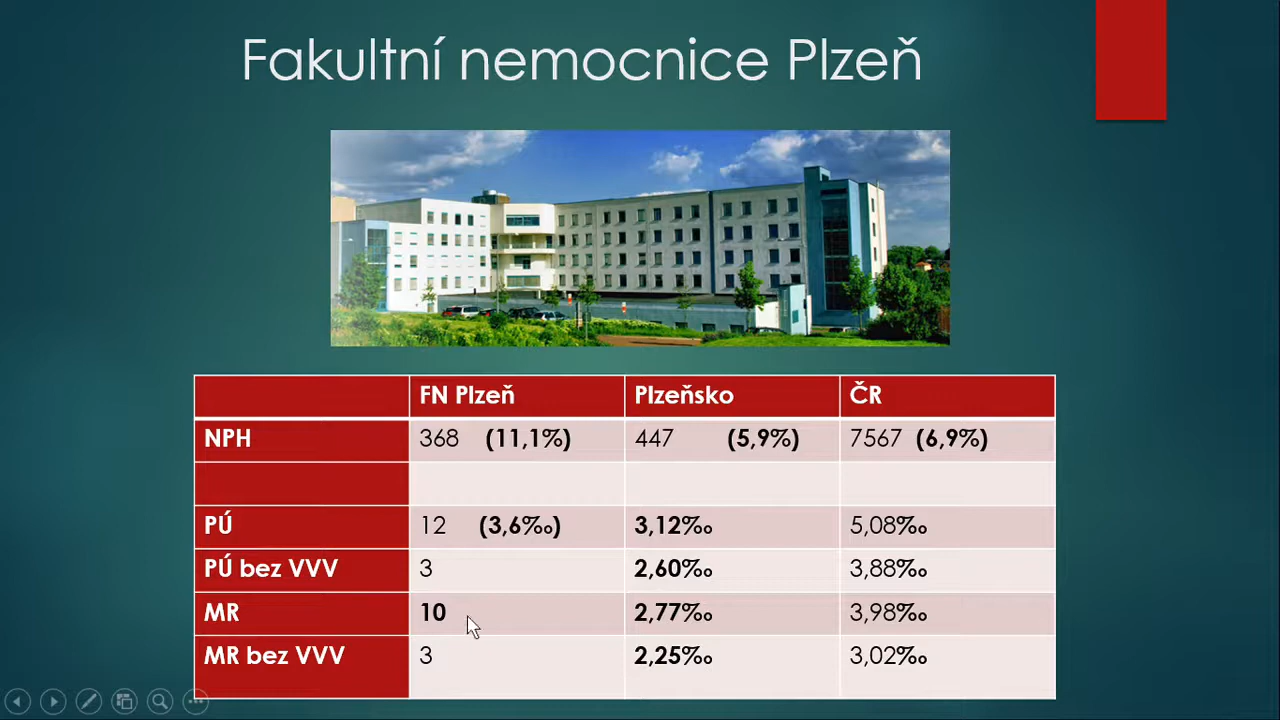 Fakultní nemocnice Plzeň
FN Plzeň Plzeňsko ČR
NPH 368 (11,1%) 447 (5,9%) 7567 (6,9%)
PÚ 12 (3,6‰) 3,12‰ 5,08‰
PÚ bez VVV 3 2,60‰ 3,88‰
MR 10 2,77‰ 3,98‰
MR bez VVV 3 2,25‰ 3,02‰